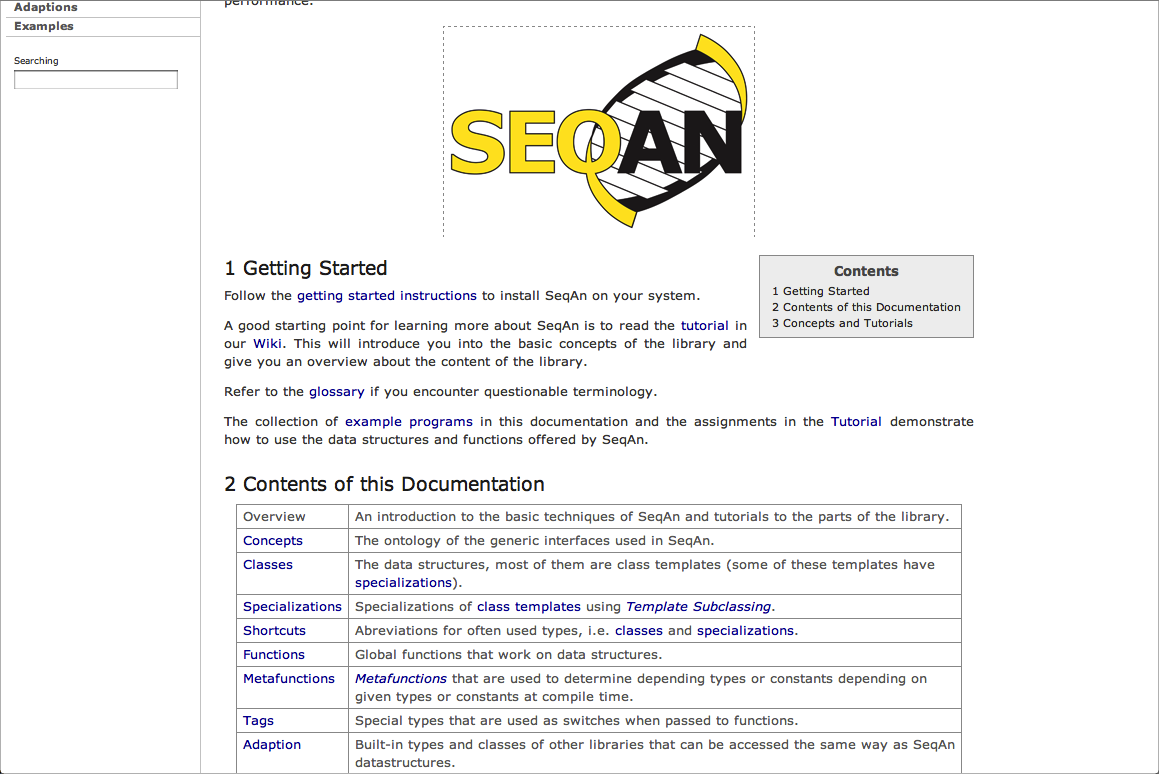 Adaptions
Examples
Searching
performance.
SEQAN
1 Getting Started
Follow the getting started instructions to install SeqAn on your system.
A good starting point for learning more about SeqAn is to read the tutorial in
our Wiki. This will introduce you into the basic concepts of the library and
give you an overview about the content of the library.
Refer to the glossary if you encounter questionable terminology.
The collection of example programs in this documentation and the assignments in the Tutorial demonstrate
how to use the data structures and functions offered by SeqAn.
Contents
1 Getting Started
2 Contents of this Documentation
3 Concepts and Tutorials
2 Contents of this Documentation
Overview An introduction to the basic techniques of SeqAn and tutorials to the parts of the library.
Concepts The ontology of the generic interfaces used in SeqAn.
Classes The data structures, most of them are class templates (some of these templates have
specializations).
Specializations Specializations of class templates using Template Subclassing.
Shortcuts Abreviations for often used types, i.e. classes and specializations.
Functions Global functions that work on data structures.
Metafunctions Metafunctions that are used to determine depending types or constants depending on
given types or constants at compile time.
Tags Special types that are used as switches when passed to functions.
Adaption Built-in types and classes of other libraries that can be accessed the same way as SeqAn
datastructures.